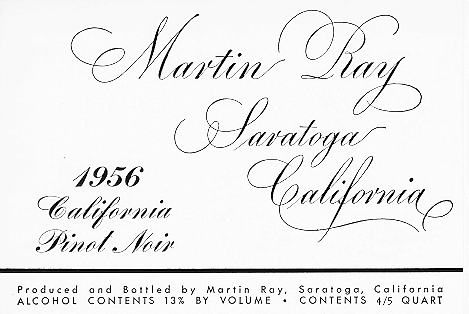 Martin Ray
Saratoga
California
1956
California
Pinot Noir
Produced and Bottled by Martin Ray, Saratoga, California
ALCOHOL CONTENTS 13% BY VOLUME • CONTENTS 4/5 QUART